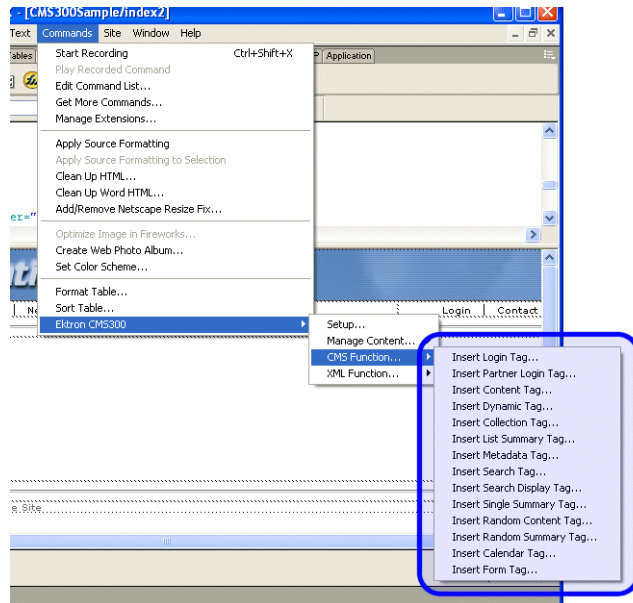 [CMS300Sample/index2]
Text Commands Site Window Help
Application
Start Recording Ctrl+Shift+X
Play Recorded Command
Edit Command List...
Get More Commands...
Manage Extensions...
Apply Source Formatting
Apply Source Formatting to Selection
Clean Up HTML...
Clean Up Word HTML...
Add/Remove Netscape Resize Fix...
er="
Optimize Image in Fireworks...
Create Web Photo Album...
Set Color Scheme...
Format Table...
Sort Table...
Login Contact
Ektron CMS300
Setup...
Manage Content...
CMS Function...
XML Function...
Insert Login Tag...
Insert Partner Login Tag...
Insert Content Tag...
Insert Dynamic Tag...
Insert Collection Tag...
Insert List Summary Tag...
Insert Metadata Tag...
Insert Search Tag...
Insert Search Display Tag...
Insert Single Summary Tag...
Insert Random Content Tag...
Insert Random Summary Tag...
Insert Calendar Tag...
Insert Form Tag...
e Site